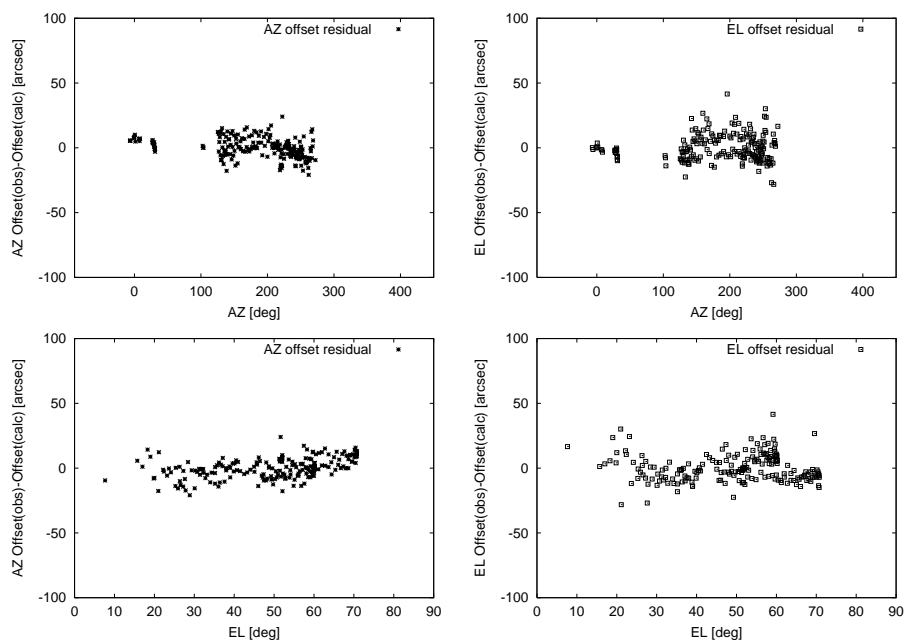 AZ offset residual
AZ Offset(obs)-Offset(calc) [arcsec]
100
50
0
-50
-100
0 100 200 300 400
AZ [deg]
EL offset residual
EL Offset(obs)-Offset(calc) [arcsec]
100
50
0
-50
-100
0 100 200 300 400
AZ [deg]
AZ offset residual
AZ Offset(obs)-Offset(calc) [arcsec]
100
50
0
-50
-100
0 10 20 30 40 50 60 70 80 90
EL [deg]
EL offset residual
EL Offset(obs)-Offset(calc) [arcsec]
100
50
0
-50
-100
0 10 20 30 40 50 60 70 80 90
EL [deg]